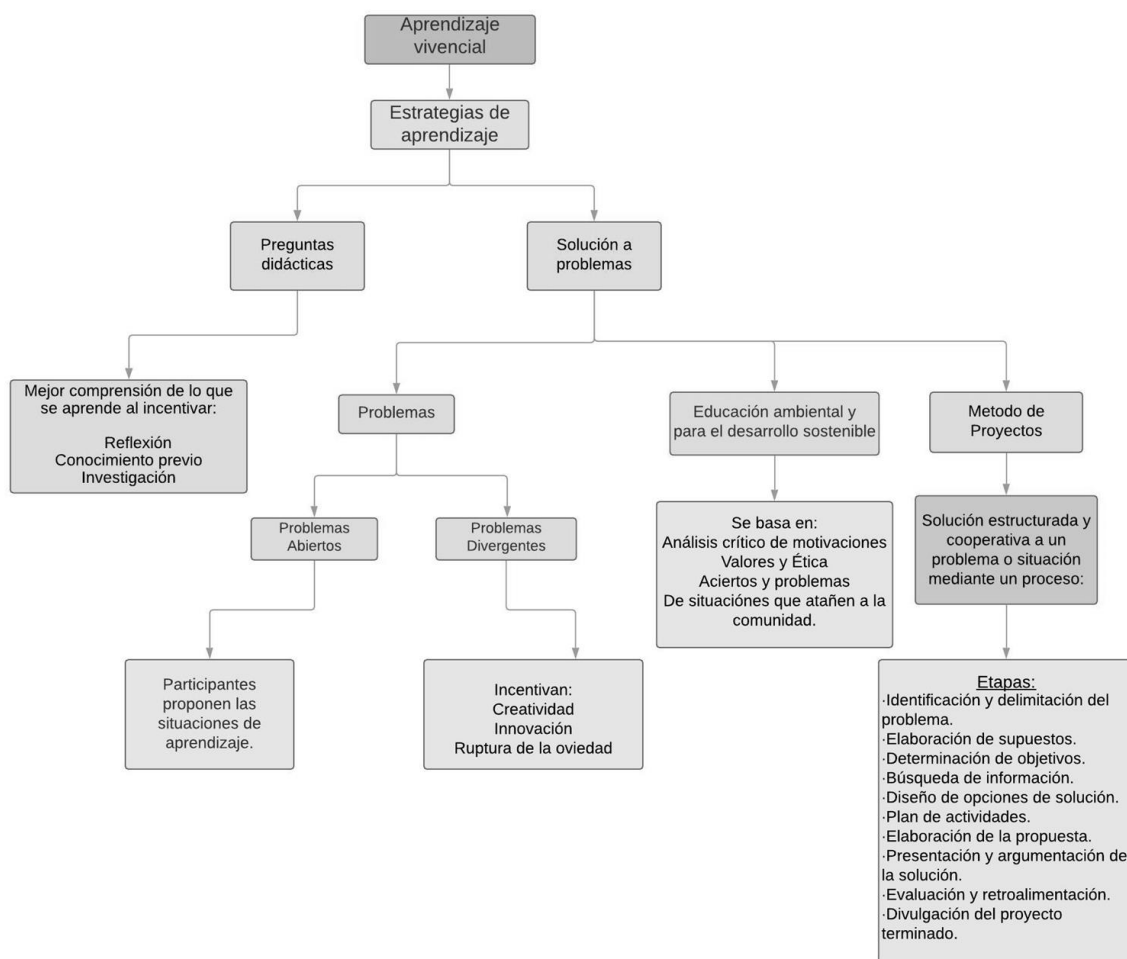 Aprendizaje
vivencial
Estrategias de
aprendizaje
Preguntas
didácticas
Solución a
problemas
Mejor comprensión de lo que
se aprende al incentivar:
Reflexión
Conocimiento previo
Investigación
Problemas
Educación ambiental y
para el desarrollo sostenible
Metodo de
Proyectos
Problemas
Abiertos
Problemas
Divergentes
Se basa en:
Análisis crítico de motivaciones
Valores y Ética
Aciertos y problemas
De situaciónes que atañen a la
comunidad.
Solución estructurada y
cooperativa a un
problema o situación
mediante un proceso:
Participantes
proponen las
situaciones de
aprendizaje.
Incentivan:
Creatividad
Innovación
Ruptura de la oviedad
Etapas:
·Identificación y delimitación del
problema.
·Elaboración de supuestos.
·Determinación de objetivos.
·Búsqueda de información.
·Diseño de opciones de solución.
·Plan de actividades.
·Elaboración de la propuesta.
·Presentación y argumentación de
la solución.
·Evaluación y retroalimentación.
·Divulgación del proyecto
terminado.